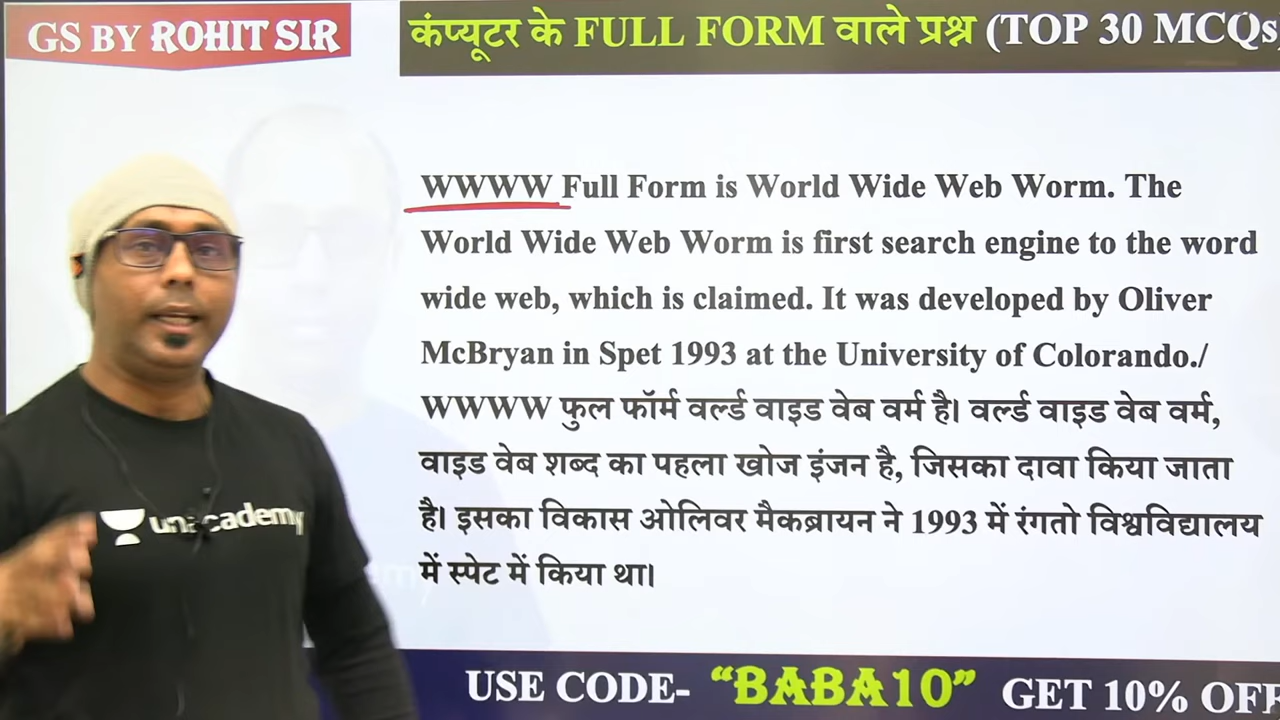 GS BY ROHIT SIR
कंप्यूटर के FULL FORM वाले प्रश्न (TOP 30 MCQs)
WWWW Full Form is World Wide Web Worm. The
World Wide Web Worm is first search engine to the word
wide web, which is claimed. It was developed by Oliver
McBryan in Spet 1993 at the University of Colorando./
WWWW फुल फॉर्म वर्ल्ड वाइड वेब वर्म है। वर्ल्ड वाइड वेब वर्म,
वाइड वेब शब्द का पहला खोज इंजन है, जिसका दावा किया जाता
है। इसका विकास ओलिवर मैकब्रायन ने 1993 में रंगतो विश्वविद्यालय
में स्पेट में किया था।
unacademy
USE CODE- "BABA10" GET 10% OFF